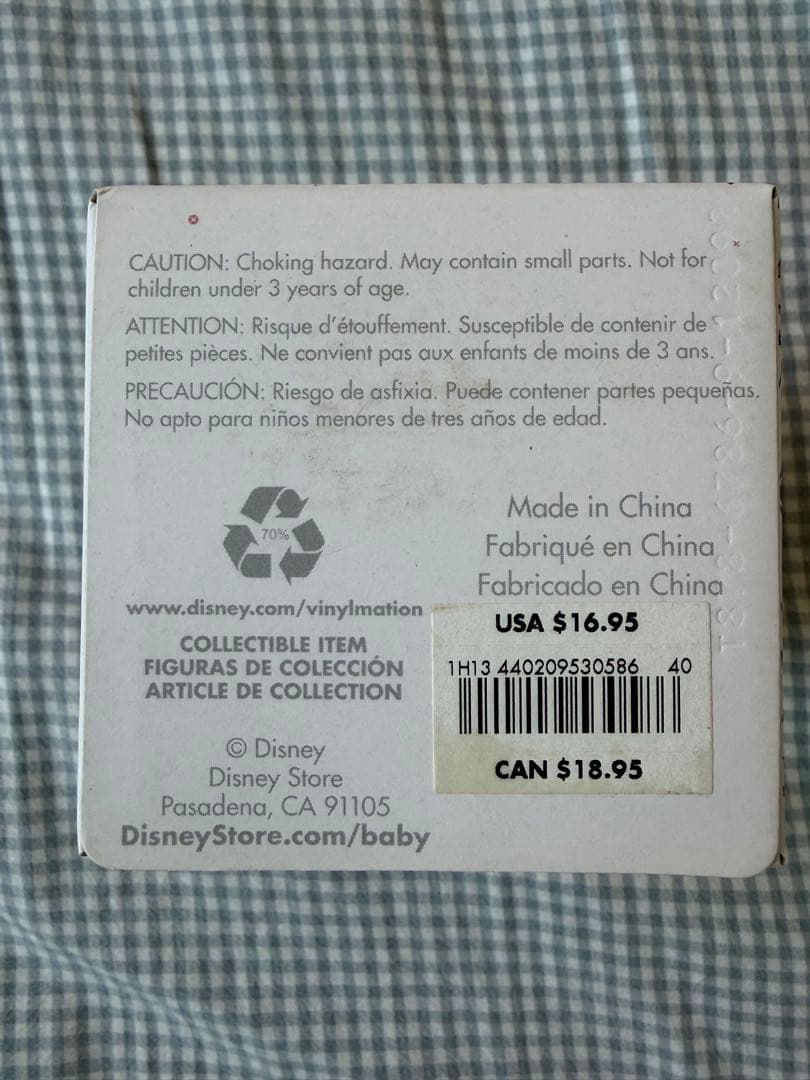 CAUTION: Choking hazard. May contain small parts. Not for
children under 3 years of age.
ATTENTION: Risque d'étouffement. Susceptible de contenir de
petites pièces. Ne convient pas aux enfants de moins de 3 ans.
PRECAUCIÓN: Riesgo de asfixia. Puede contener partes pequeñas.
No apto para niños menores de tres años de edad.
70%
www.disney.com/vinylmation
COLLECTIBLE ITEM
FIGURAS DE COLECCIÓN
ARTICLE DE COLLECTION
© Disney
Disney Store
Pasadena, CA 91105
DisneyStore.com/baby
Made in China
Fabriqué en China
Fabricado en China
USA $16.95
1H13 440209530586 40
CAN $18.95